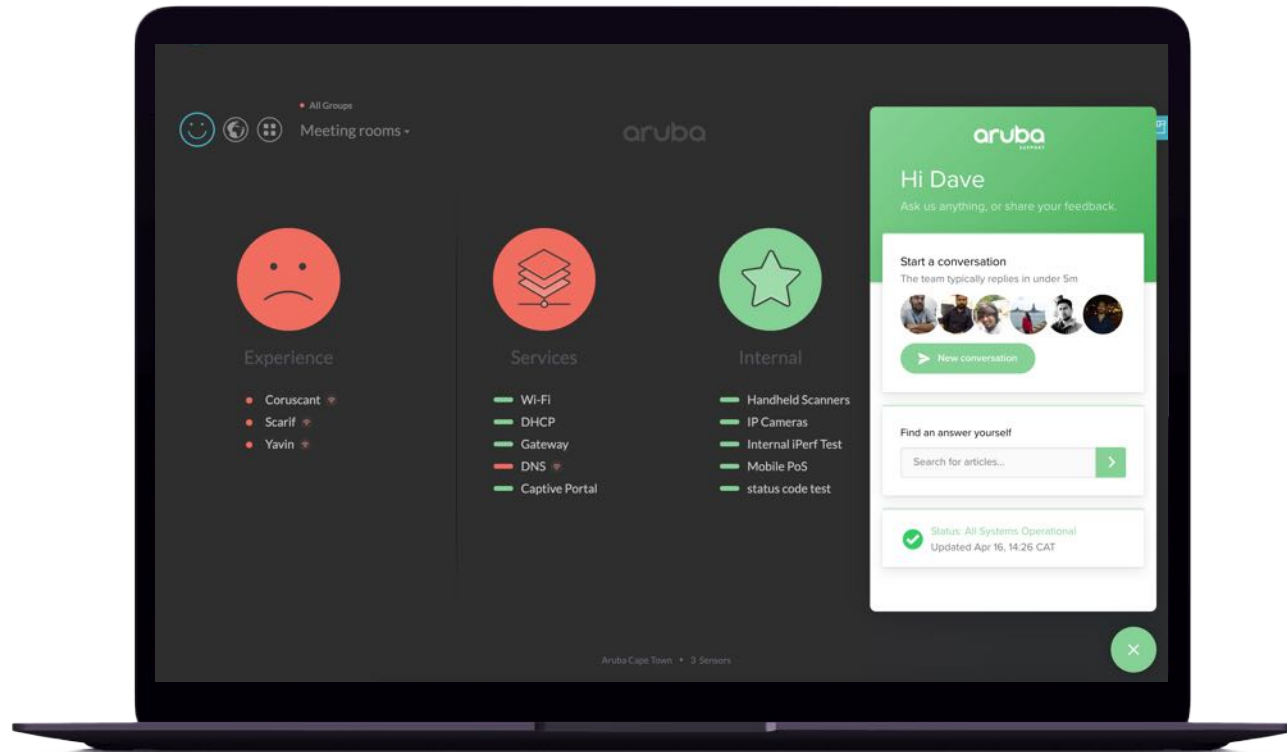 All Groupe
Meeting rooms
aruba
Experience
Coruscant
Scarif
Yavin
Services
Wi-Fi
DHCP
Gateway
DNS
Captive Portal
Internal
Handheld Scanners
IP Cameras
Internal iPerf Test
Mobile PoS
status code test
Aruba Cape Town • 3 Sensors
aruba
SUPPORT
Hi Dave
Ask us anything, or share your feedback.
Start a conversation
The team typically replies in under 5m
New conversation
Find an answer yourself
Search for articles...
Status: All Systems Operational
Updated Apr 16, 14:26 CAT